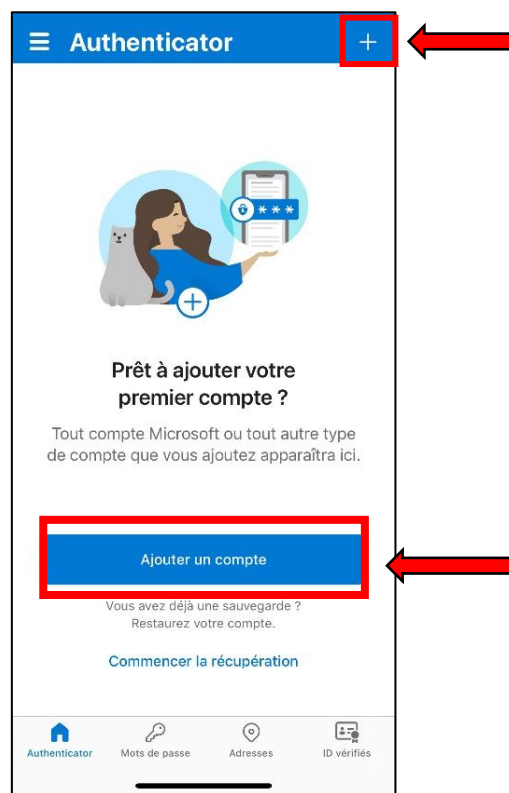 Authenticator
***
Prêt à ajouter votre
premier compte ?
Tout compte Microsoft ou tout autre type
de compte que vous ajoutez apparaîtra ici.
Ajouter un compte
Vous avez déjà une sauvegarde ?
Restaurez votre compte.
Commencer la récupération
Authenticator Mots de passe Adresses ID vérifiés